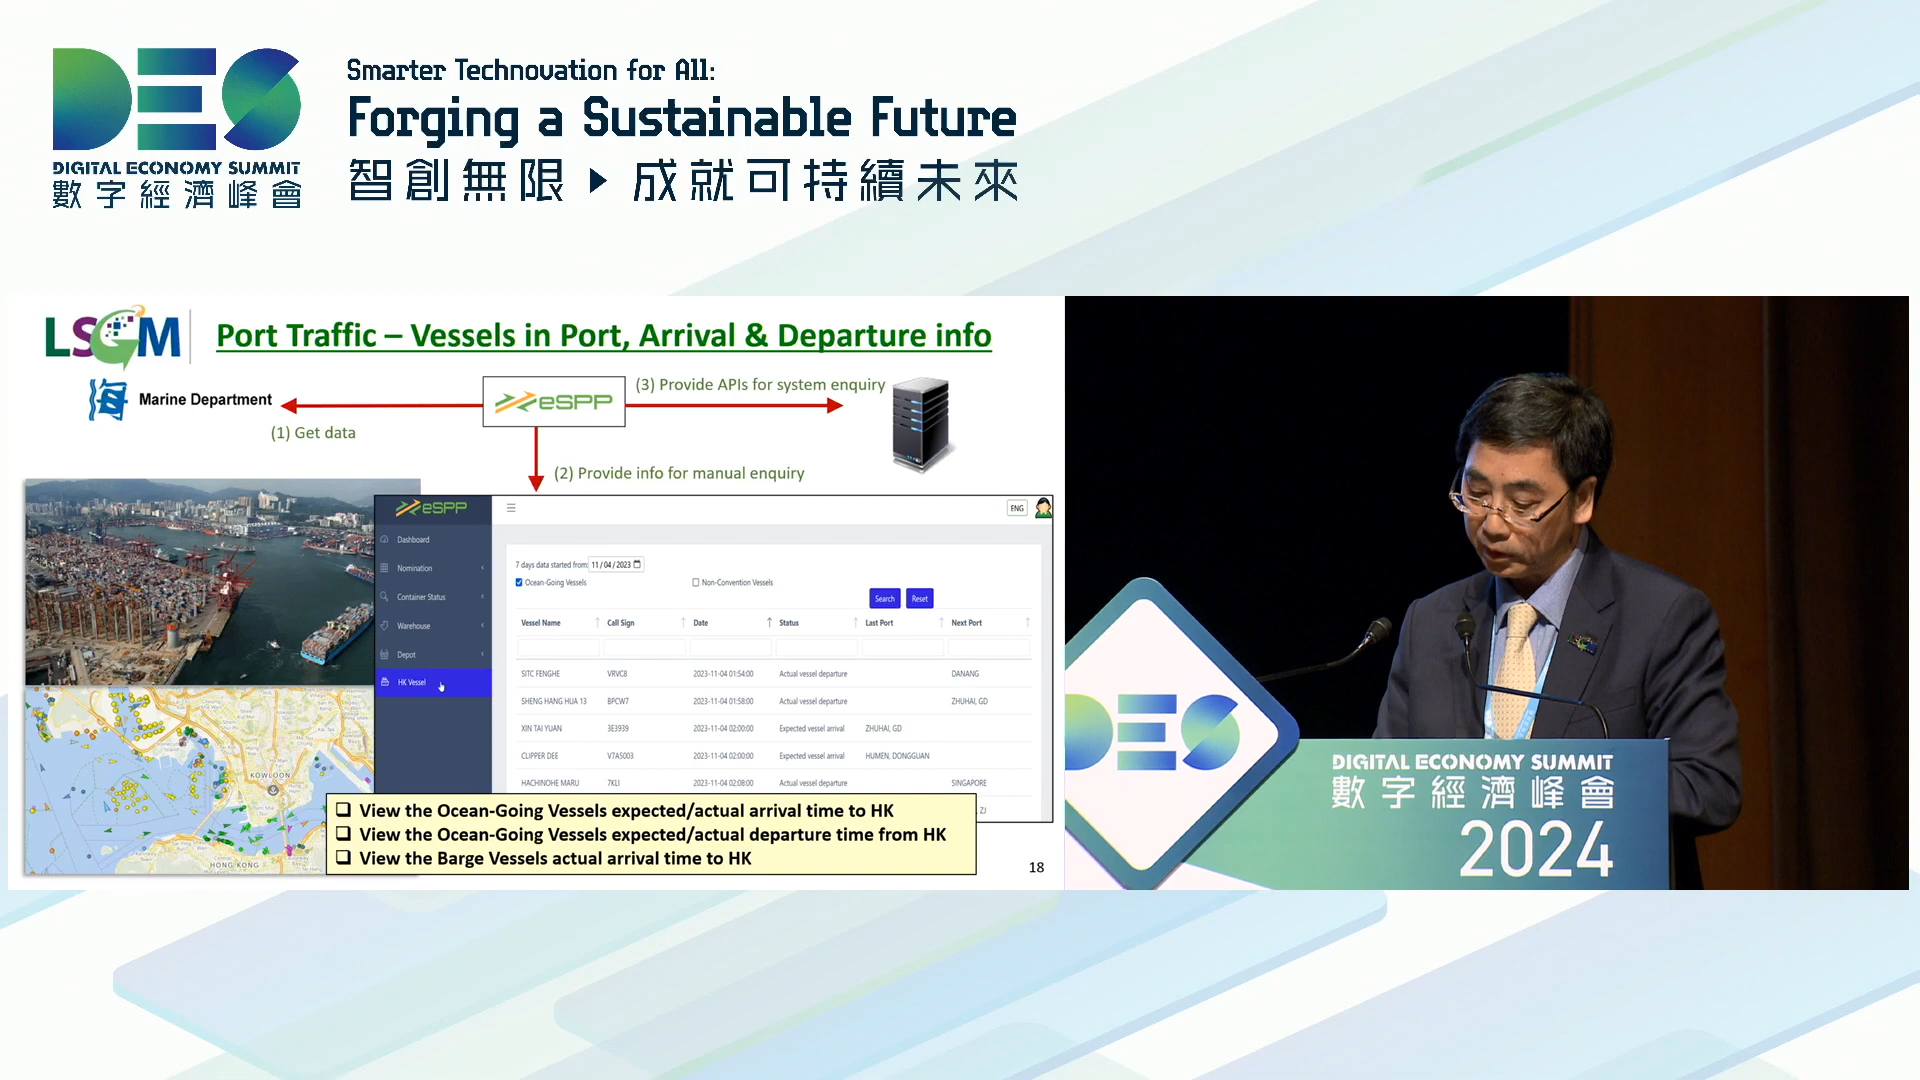 DES
DIGITAL ECONOMY SUMMIT
數字經濟峰會
Smarter Technovation for All:
Forging a Sustainable Future
智創無限▶成就可持續未來
LSCM
Port Traffic – Vessels in Port, Arrival & Departure info
Marine Department
eSPP
(3) Provide APIs for system enquiry
(1) Get data
(2) Provide info for manual enquiry
eSPP
ENG
Dashboard
Nomination
Container Status
Warehouse
Depot
HK Vessel
7 days data started from: 11/04/2023
Ocean-Going Vessels
Non-Convention Vessels
Search
Reset
Vessel Name Call Sign Date Status Last Port Next Port
SITC FENGHE VRVC8 2023-11-04 01:54:00 Actual vessel departure DANANG
SHENG HANG HUA 13 BPCW7 2023-11-04 01:58:00 Actual vessel departure ZHUHAI, GD
XIN TAI YUAN 3E3939 2023-11-04 02:00:00 Expected vessel arrival ZHUHAI, GD
CLIPPER DEE V7A5003 2023-11-04 02:00:00 Expected vessel arrival HUMEN, DONGGUAN
HACHINOHE MARU 7KLI 2023-11-04 02:08:00 Actual vessel departure SINGAPORE
ZJ
KOWLOON
HONG KONG
❑ View the Ocean-Going Vessels expected/actual arrival time to HK
❑ View the Ocean-Going Vessels expected/actual departure time from HK
❑ View the Barge Vessels actual arrival time to HK
18
DES
DIGITAL ECONOMY SUMMIT
數字經濟峰會
2024